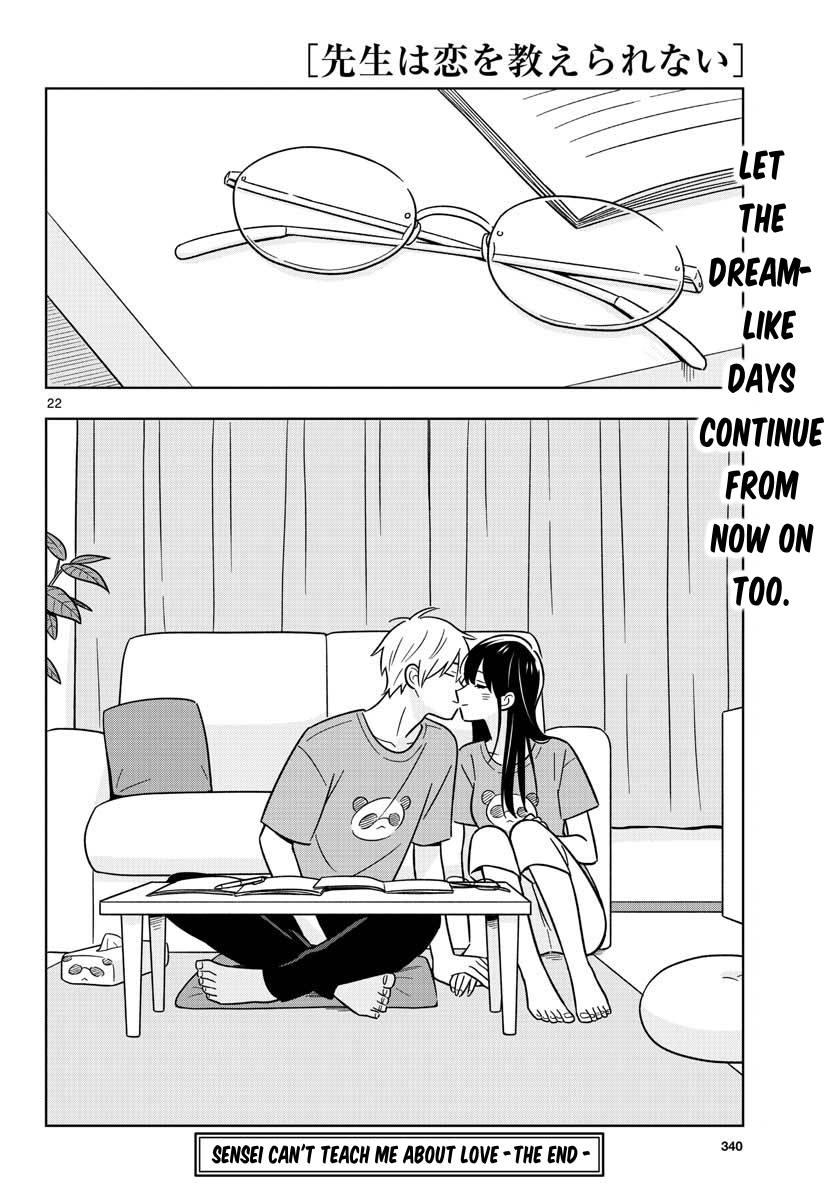 [先生は恋を教えられない]
LET
THE
DREAM-
LIKE
DAYS
CONTINUE
FROM
NOW ON
TOO.
22
SENSEI CAN'T TEACH ME ABOUT LOVE - THE END -
340